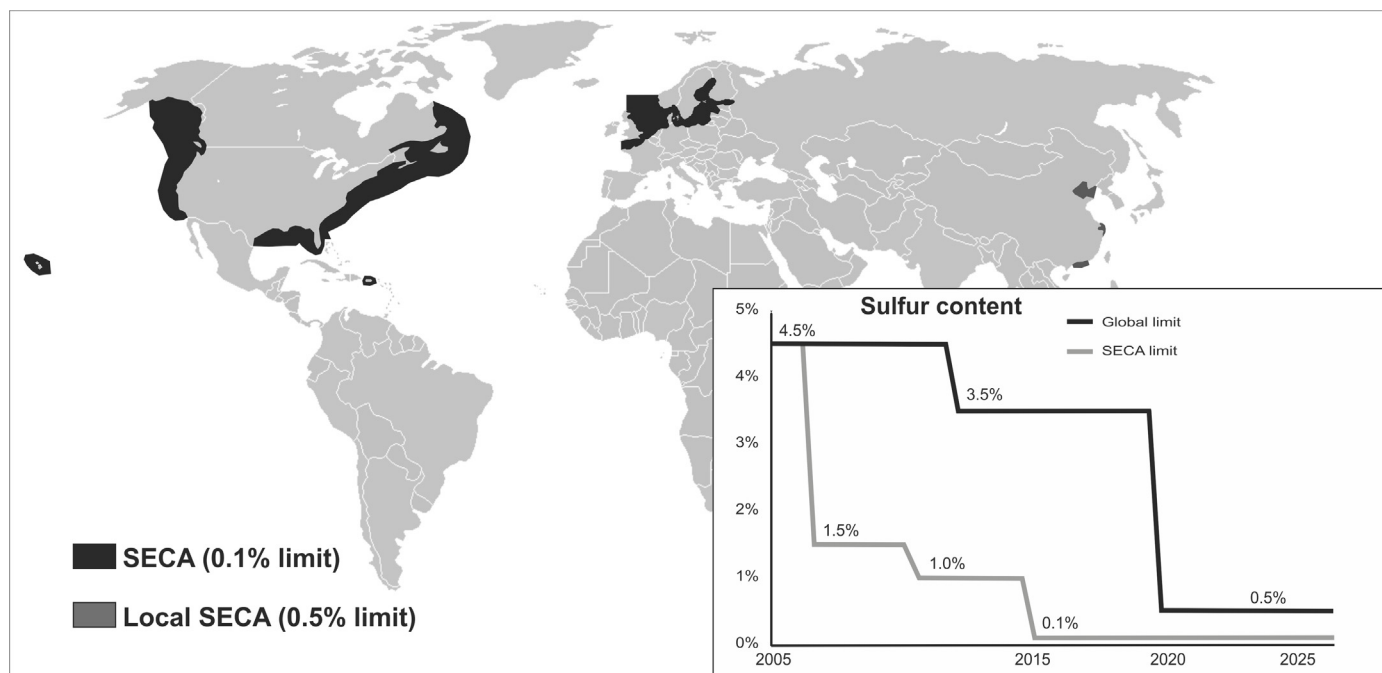 SECA (0.1% limit)
Local SECA (0.5% limit)
Sulfur content
Global limit
SECA limit
5%
4%
3%
2%
1%
0%
4.5%
3.5%
1.5%
1.0%
0.5%
0.1%
2005 2015 2020 2025